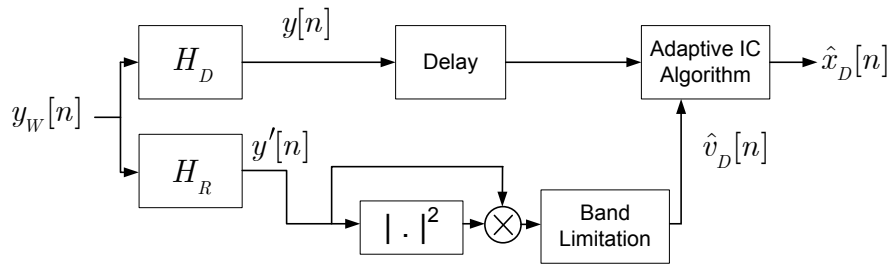 y[n]
H_D
Delay
Adaptive IC
Algorithm
x̂_D[n]
y_W[n]
y′[n]
H_R
| . |²
Band
Limitation
v̂_D[n]